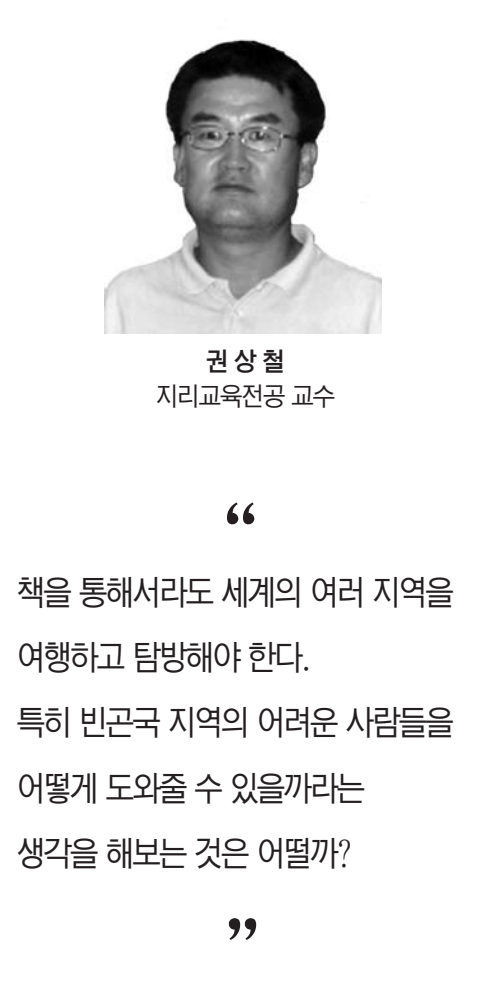 권상철
지리교육전공 교수
“
책을 통해서라도 세계의 여러 지역을
여행하고 탐방해야 한다.
특히 빈곤국 지역의 어려운 사람들을
어떻게 도와줄 수 있을까라는
생각을 해보는 것은 어떨까?
”